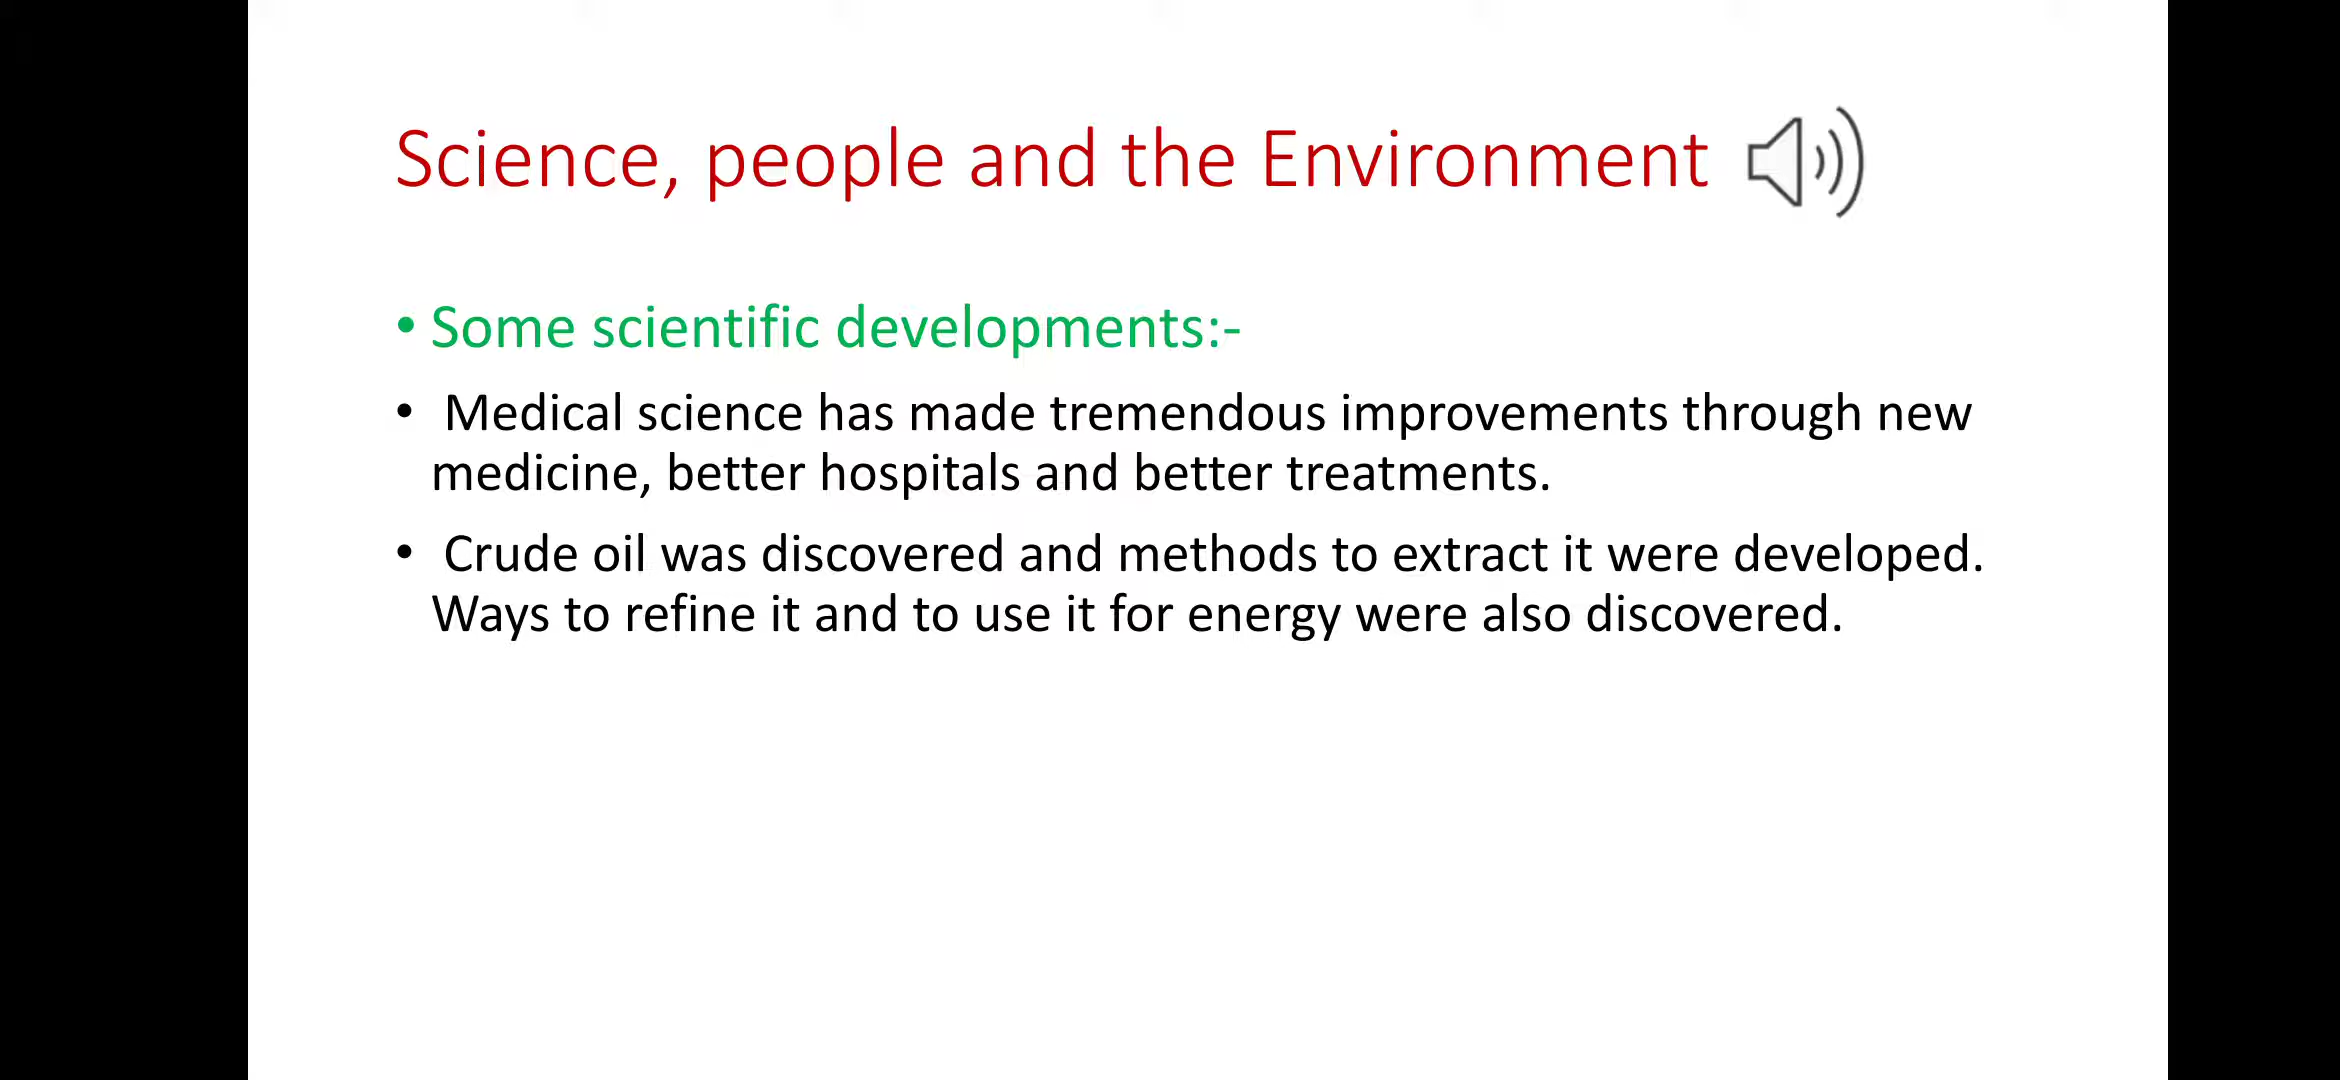 Science, people and the Environment
• Some scientific developments:-
• Medical science has made tremendous improvements through new
medicine, better hospitals and better treatments.
• Crude oil was discovered and methods to extract it were developed.
Ways to refine it and to use it for energy were also discovered.